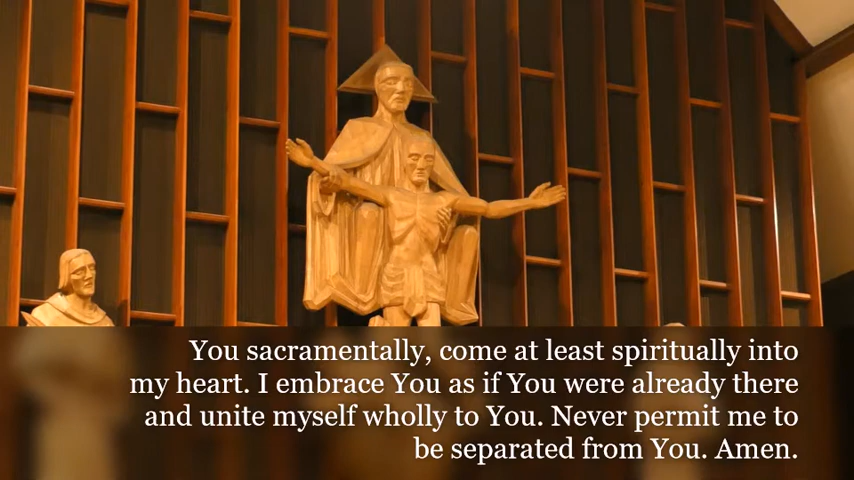 You sacramentally, come at least spiritually into
my heart. I embrace You as if You were already there
and unite myself wholly to You. Never permit me to
be separated from You. Amen.